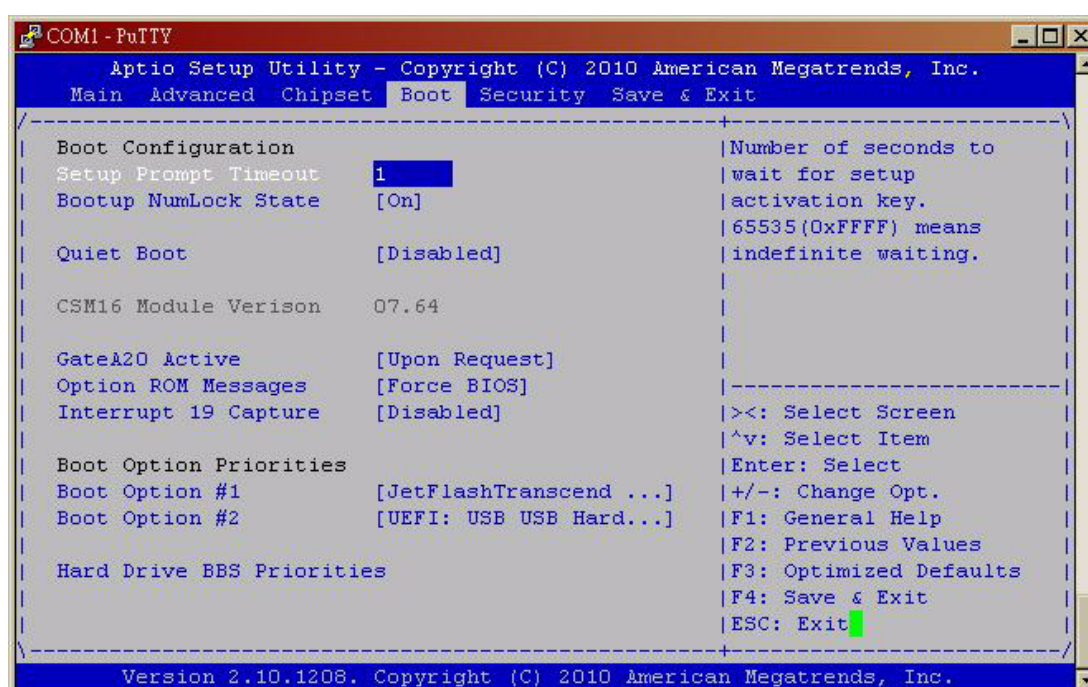 COM1 - PuTTY
Aptio Setup Utility - Copyright (C) 2010 American Megatrends, Inc.
Main Advanced Chipset Boot Security Save & Exit
Boot Configuration
Setup Prompt Timeout 1
Bootup NumLock State [On]
Quiet Boot [Disabled]
CSM16 Module Verison 07.64
GateA20 Active [Upon Request]
Option ROM Messages [Force BIOS]
Interrupt 19 Capture [Disabled]
Boot Option Priorities
Boot Option #1 [JetFlashTranscend ...]
Boot Option #2 [UEFI: USB USB Hard...]
Hard Drive BBS Priorities
Number of seconds to
wait for setup
activation key.
65535(0xFFFF) means
indefinite waiting.
><: Select Screen
^v: Select Item
Enter: Select
+/-: Change Opt.
F1: General Help
F2: Previous Values
F3: Optimized Defaults
F4: Save & Exit
ESC: Exit
Version 2.10.1208. Copyright (C) 2010 American Megatrends, Inc.